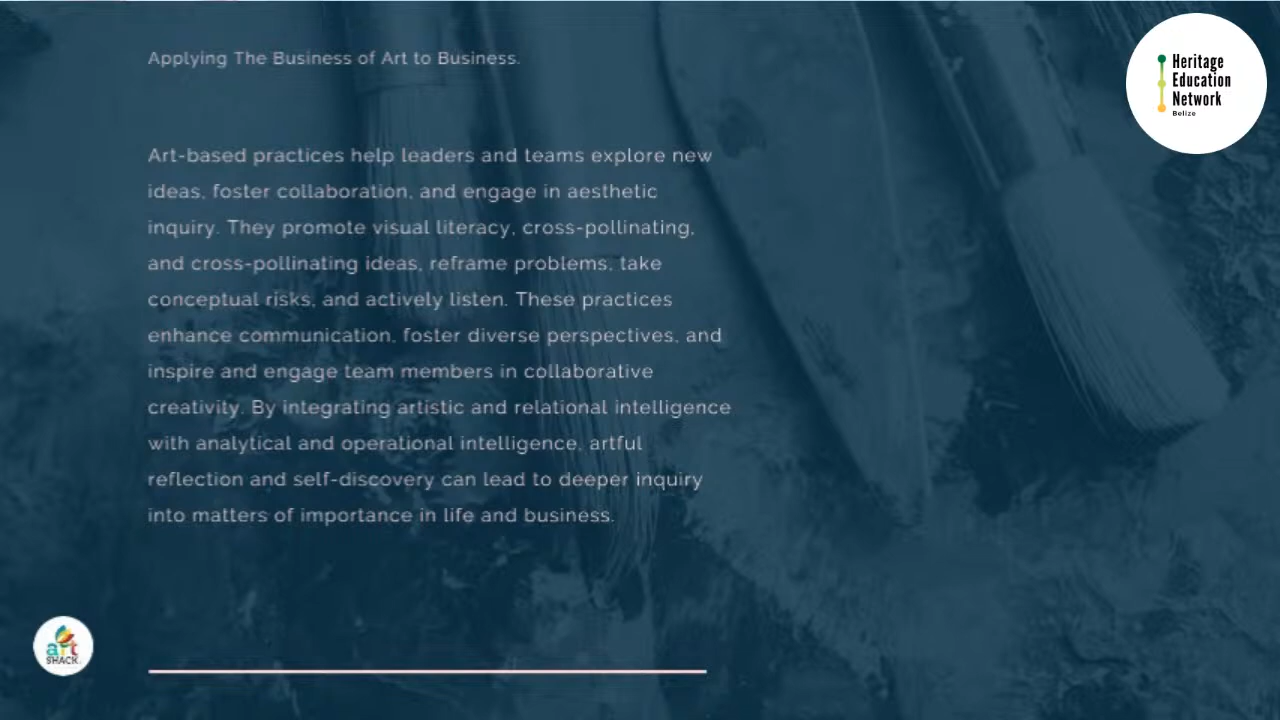 Applying The Business of Art to Business.
Heritage
Education
Network
Belize
Art-based practices help leaders and teams explore new
ideas, foster collaboration, and engage in aesthetic
inquiry. They promote visual literacy, cross-pollinating,
and cross-pollinating ideas, reframe problems, take
conceptual risks, and actively listen. These practices
enhance communication, foster diverse perspectives, and
inspire and engage team members in collaborative
creativity. By integrating artistic and relational intelligence
with analytical and operational intelligence, artful
reflection and self-discovery can lead to deeper inquiry
into matters of importance in life and business.
art
SHACK